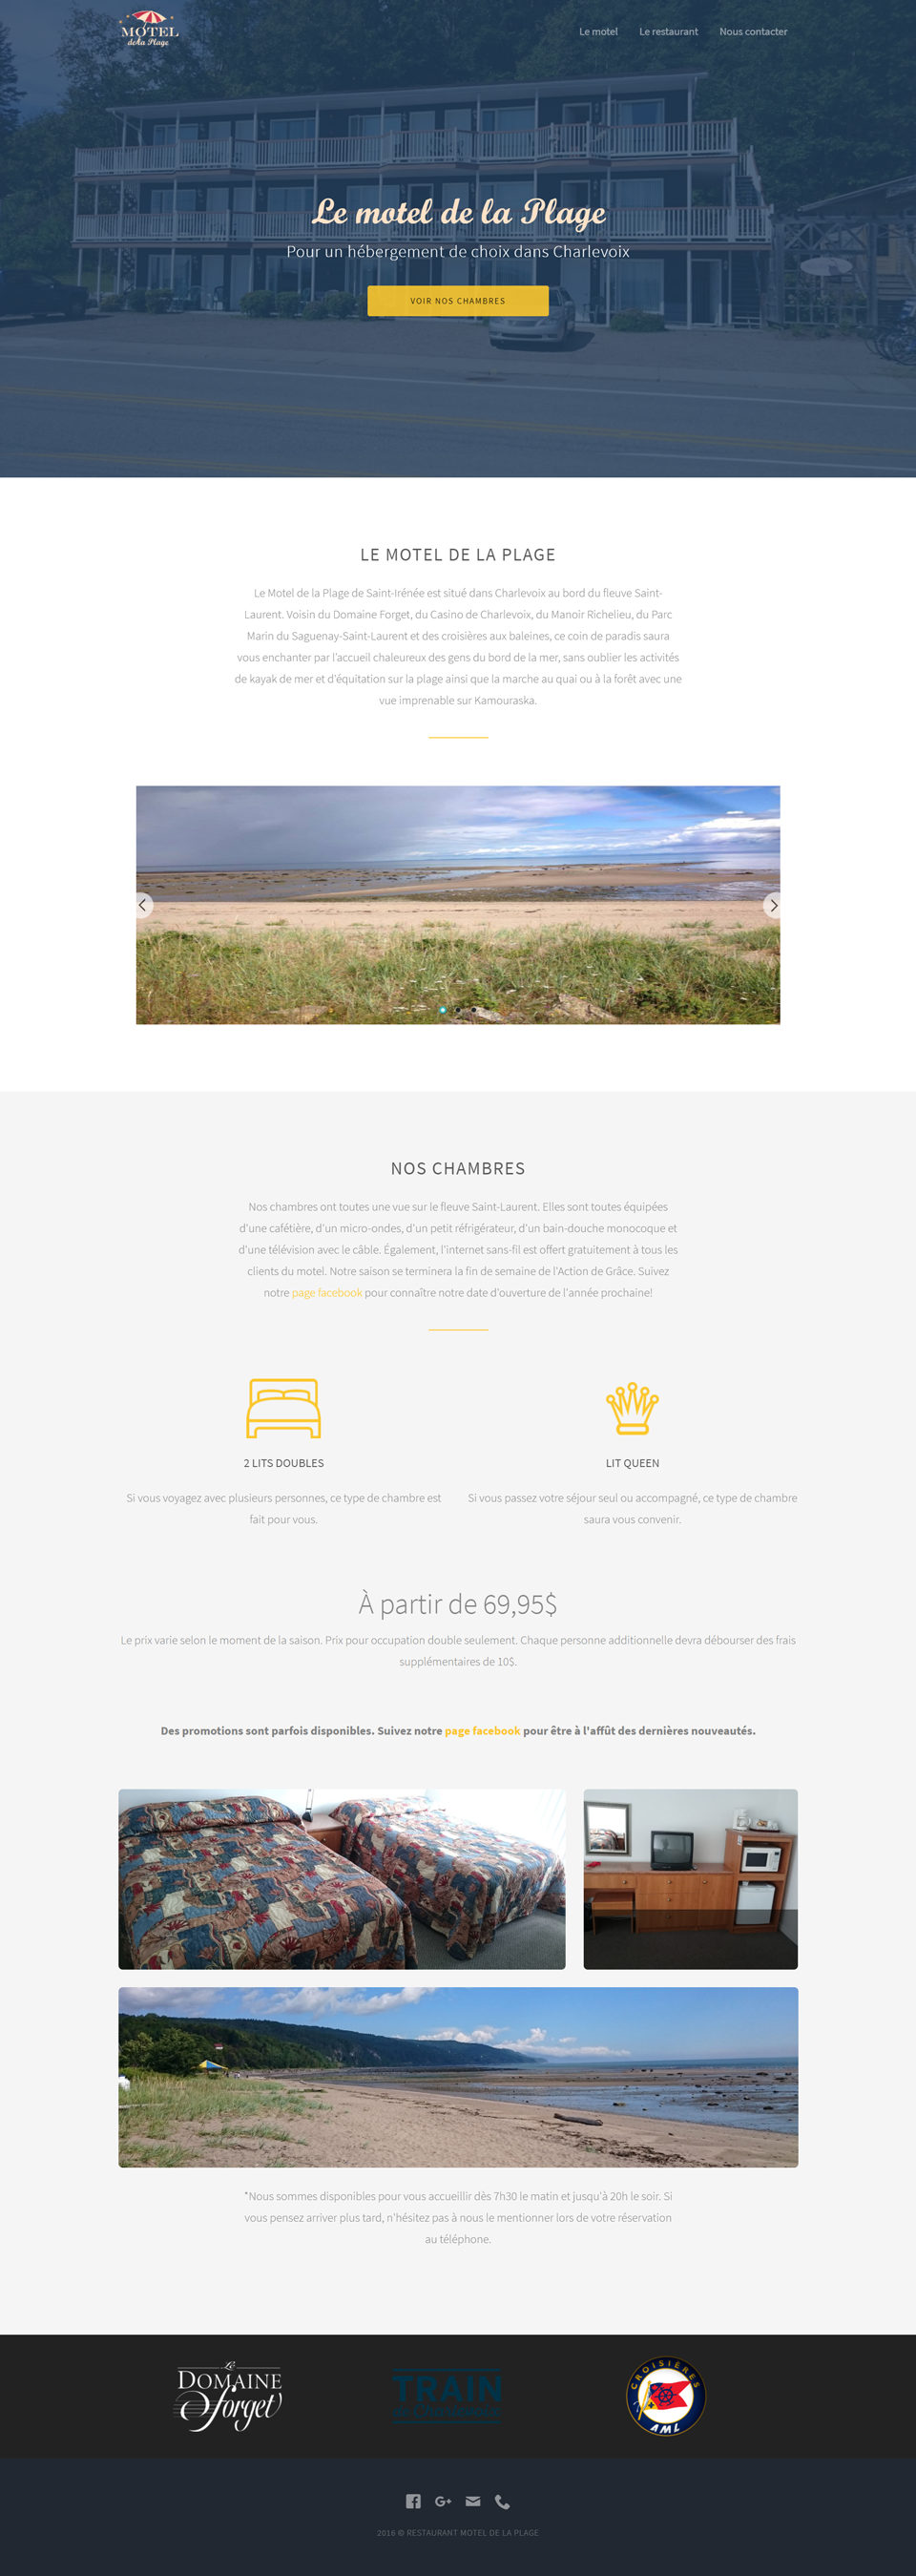 MOTEL
de la Plage
Le motel
Le restaurant
Nous contacter
Le motel de la Plage
Pour un hébergement de choix dans Charlevoix
VOIR NOS CHAMBRES
LE MOTEL DE LA PLAGE
Le Motel de la Plage de Saint-Irénée est situé dans Charlevoix au bord du fleuve Saint-
Laurent. Voisin du Domaine Forget, du Casino de Charlevoix, du Manoir Richelieu, du Parc
Marin du Saguenay-Saint-Laurent et des croisières aux baleines, ce coin de paradis saura
vous enchanter par l'accueil chaleureux des gens du bord de la mer, sans oublier les activités
de kayak de mer et d'équitation sur la plage ainsi que la marche au quai ou à la forêt avec une
vue imprenable sur Kamouraska.
NOS CHAMBRES
Nos chambres ont toutes une vue sur le fleuve Saint-Laurent. Elles sont toutes équipées
d'une cafétière, d'un micro-ondes, d'un petit réfrigérateur, d'un bain-douche monocoque et
d'une télévision avec le câble. Également, l'internet sans-fil est offert gratuitement à tous les
clients du motel. Notre saison se terminera la fin de semaine de l'Action de Grâce. Suivez
notre page facebook pour connaître notre date d'ouverture de l'année prochaine!
2 LITS DOUBLES
Si vous voyagez avec plusieurs personnes, ce type de chambre est
fait pour vous.
LIT QUEEN
Si vous passez votre séjour seul ou accompagné, ce type de chambre
saura vous convenir.
À partir de 69,95$
Le prix varie selon le moment de la saison. Prix pour occupation double seulement. Chaque personne additionnelle devra débourser des frais
supplémentaires de 10$.
Des promotions sont parfois disponibles. Suivez notre page facebook pour être à l'affût des dernières nouveautés.
*Nous sommes disponibles pour vous accueillir dès 7h30 le matin et jusqu'à 20h le soir. Si
vous pensez arriver plus tard, n'hésitez pas à nous le mentionner lors de votre réservation
au téléphone.
Le
DOMAINE
Forget
TRAIN
de Charlevoix
CROISIÈRES
AML
G+
2016 © RESTAURANT MOTEL DE LA PLAGE